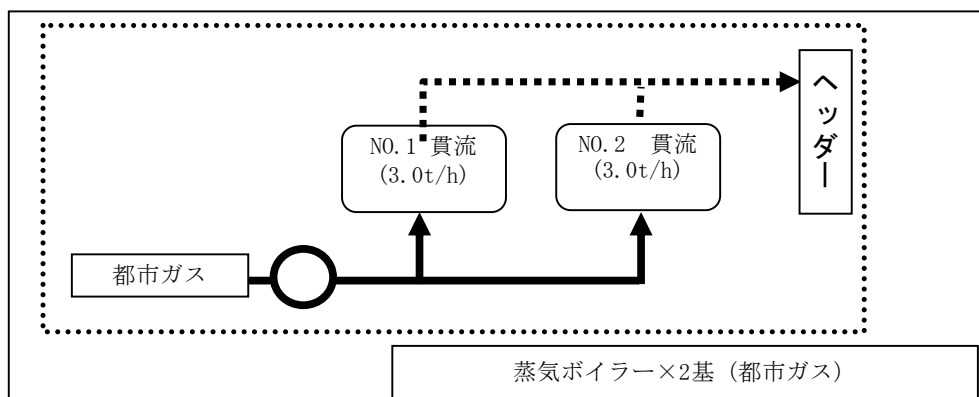 NO.1 貫流
(3.0t/h)
NO.2　貫流
(3.0t/h)
ヘッダー
都市ガス
蒸気ボイラー×2基（都市ガス）